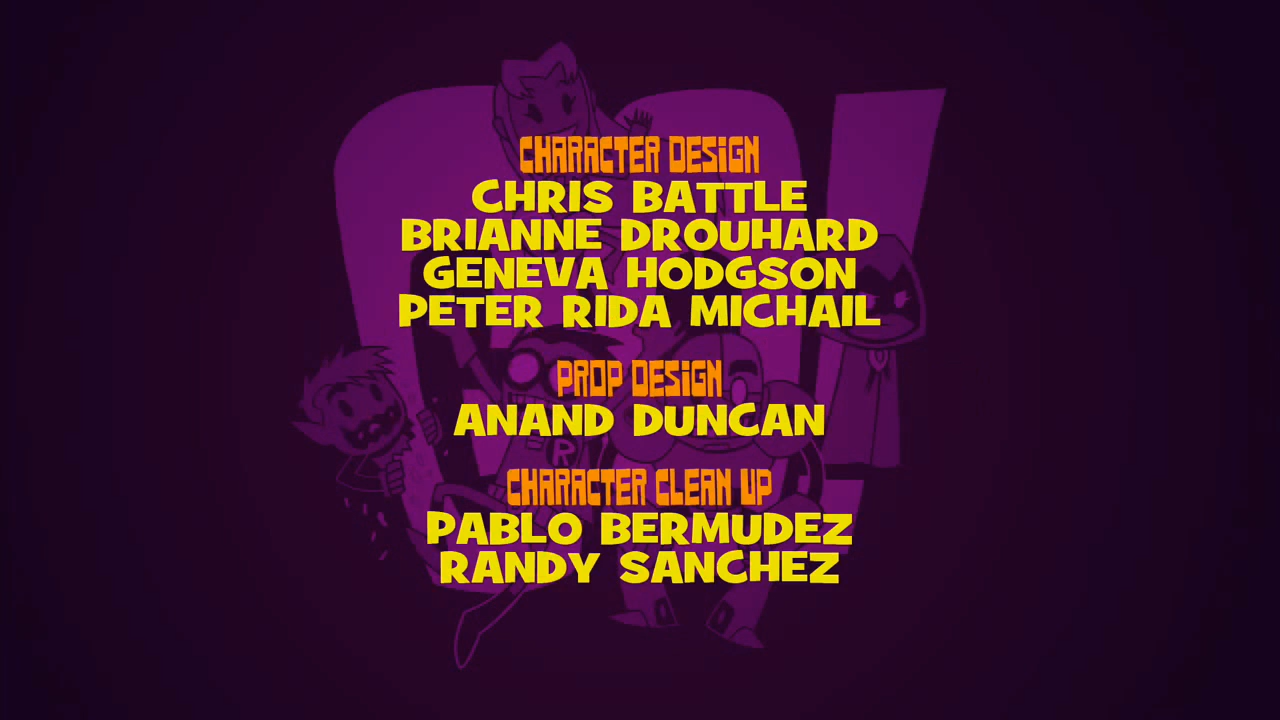 CHARACTER DESIGN
CHRIS BATTLE
BRIANNE DROUHARD
GENEVA HODGSON
PETER RIDA MICHAIL
PROP DESIGN
ANAND DUNCAN
R
CHARACTER CLEAN UP
PABLO BERMUDEZ
RANDY SANCHEZ